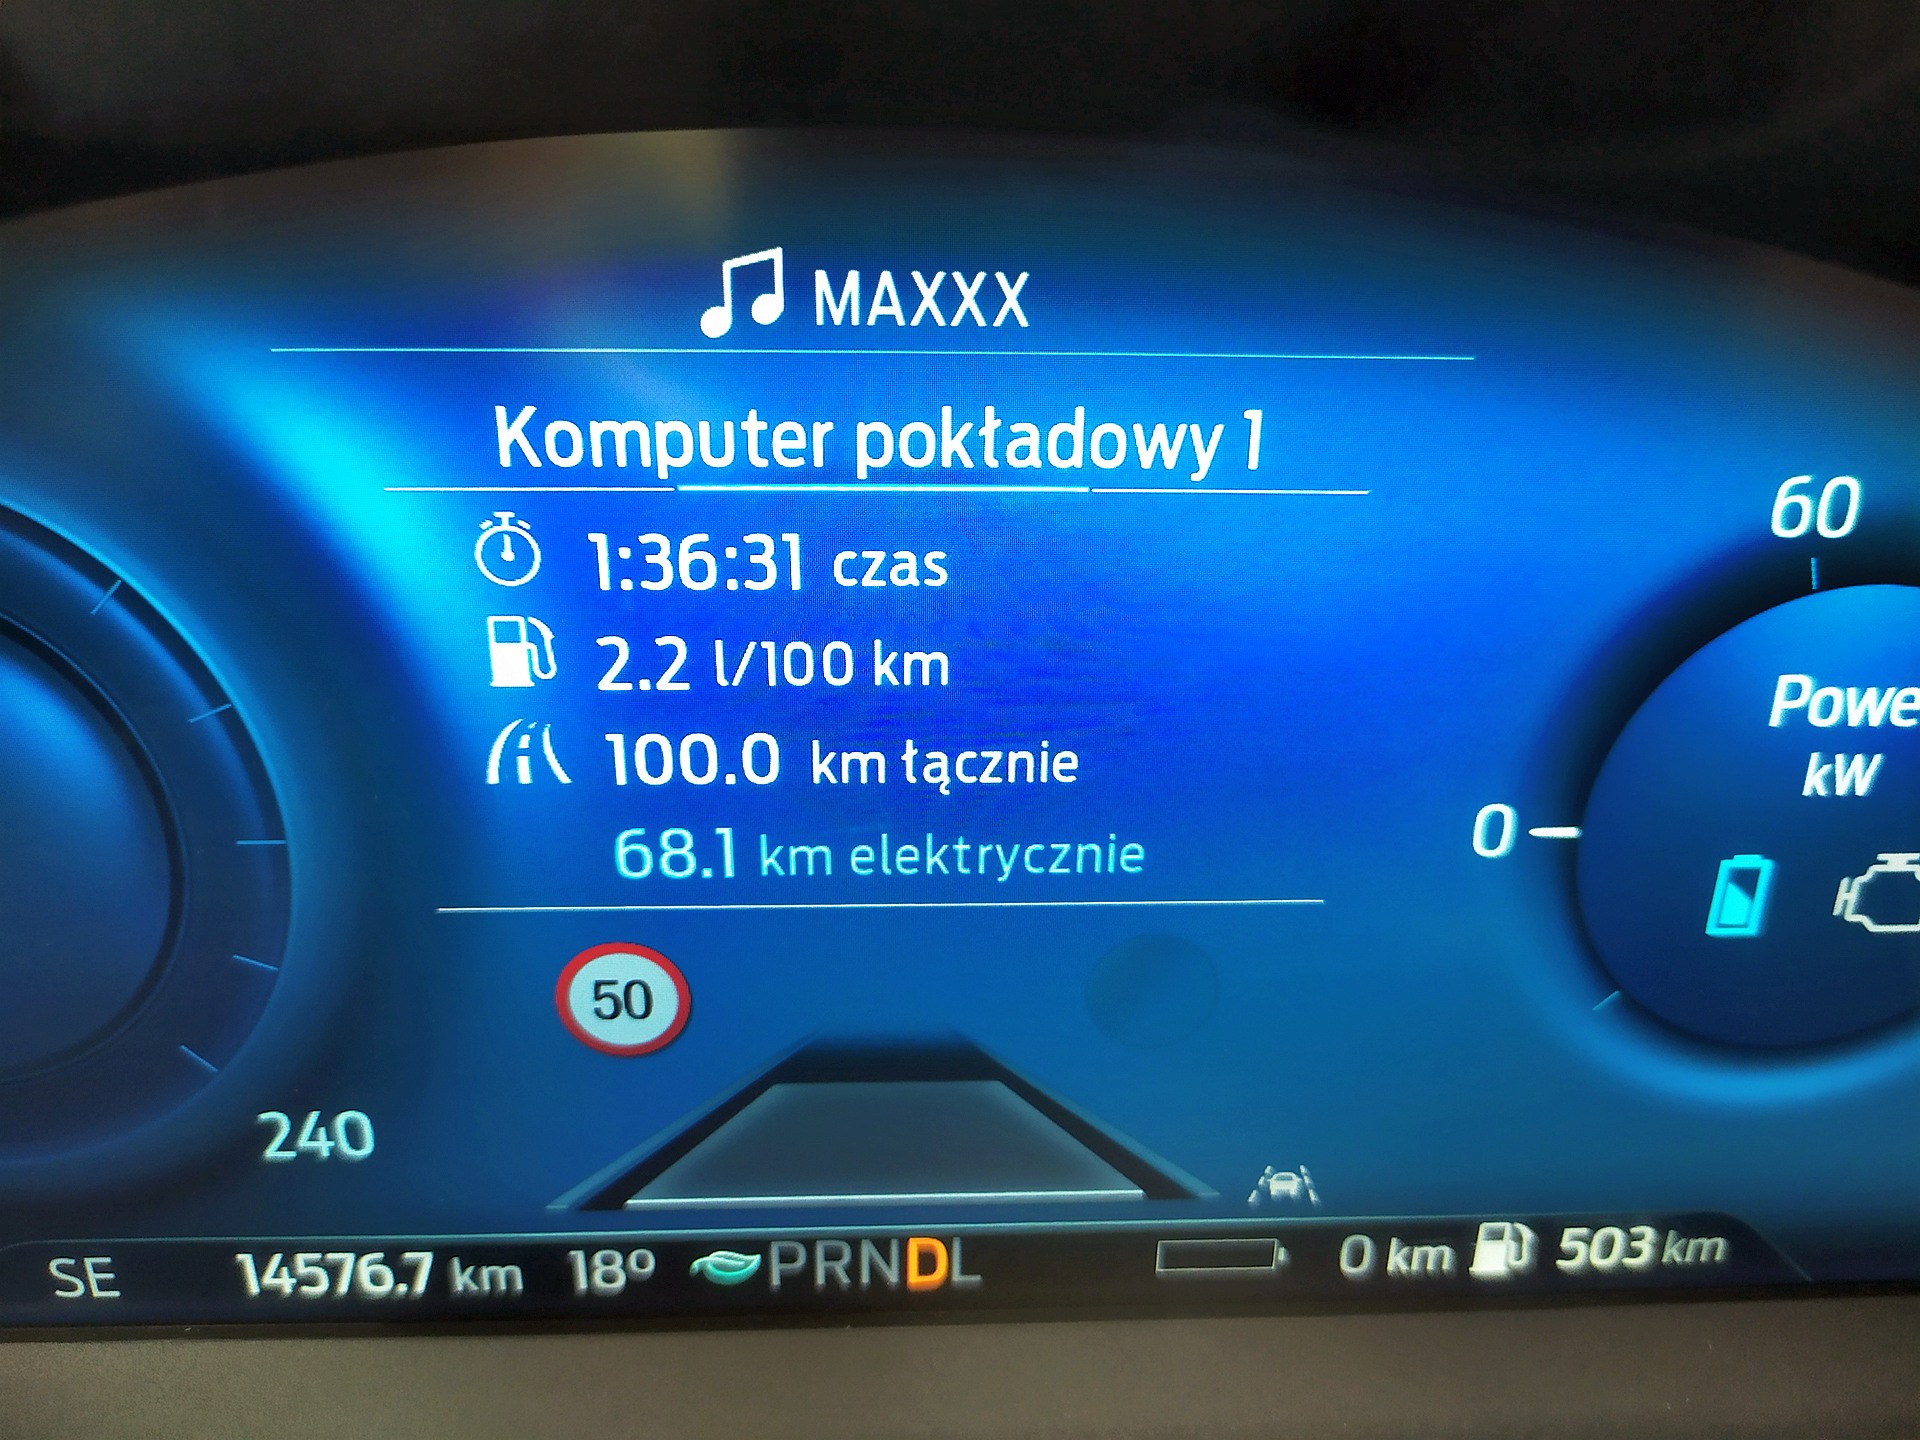 MAXXX
Komputer pokładowy 1
1:36:31 czas
2.2 l/100 km
100.0 km łącznie
68.1 km elektrycznie
60
kW
0
50
240
SE 14576.7 km 18° PRNDL 0 km 503 km